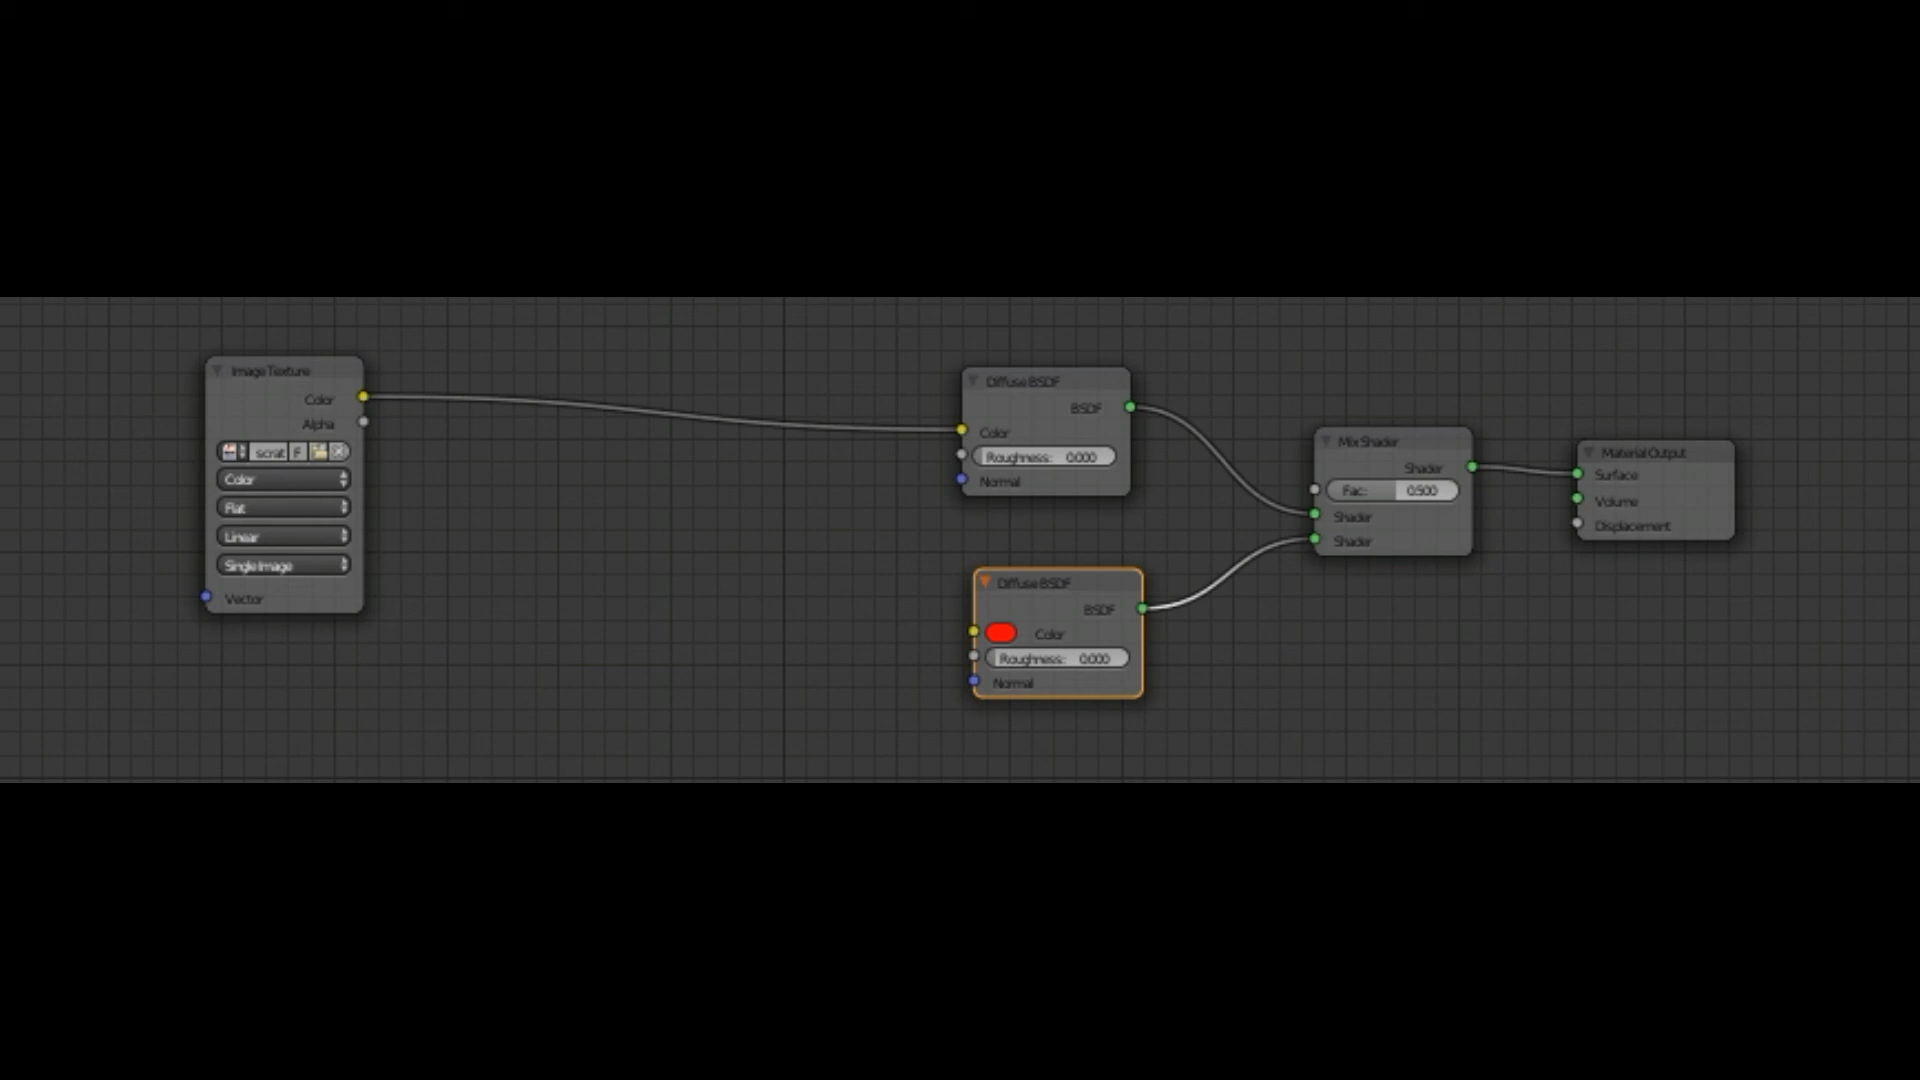 Image Texture
Color
Alpha
scrat F
Color
Flat
Linear
Single Image
Vector
Diffuse BSDF
BSDF
Color
Roughness: 0.000
Normal
Diffuse BSDF
BSDF
Color
Roughness: 0.000
Normal
Mix Shader
Shader
Fac: 0.500
Shader
Shader
Material Output
Surface
Volume
Displacement